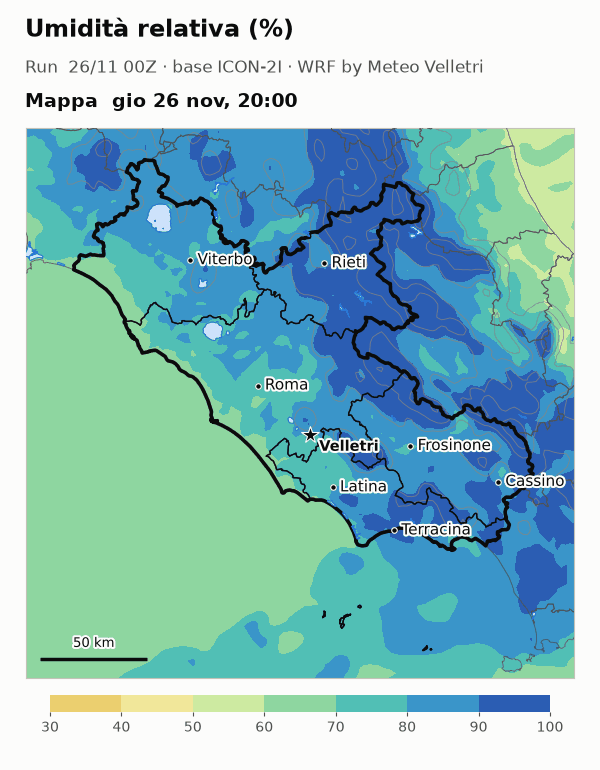 Umidità relativa (%)
Run  26/11 00Z · base ICON-2I · WRF by Meteo Velletri
Mappa  gio 26 nov, 20:00
Viterbo
Rieti
Roma
Velletri
Frosinone
Latina
Cassino
Terracina
50 km
30 40 50 60 70 80 90 100